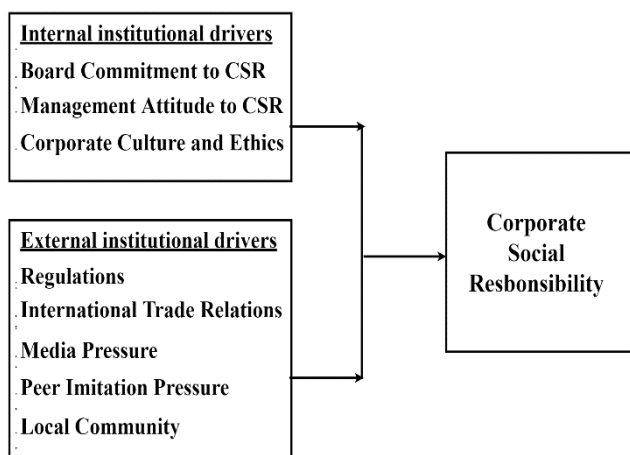 Internal institutional drivers
Board Commitment to CSR
Management Attitude to CSR
Corporate Culture and Ethics
External institutional drivers
Regulations
International Trade Relations
Media Pressure
Peer Imitation Pressure
Local Community
Corporate
Social
Resbonsibility